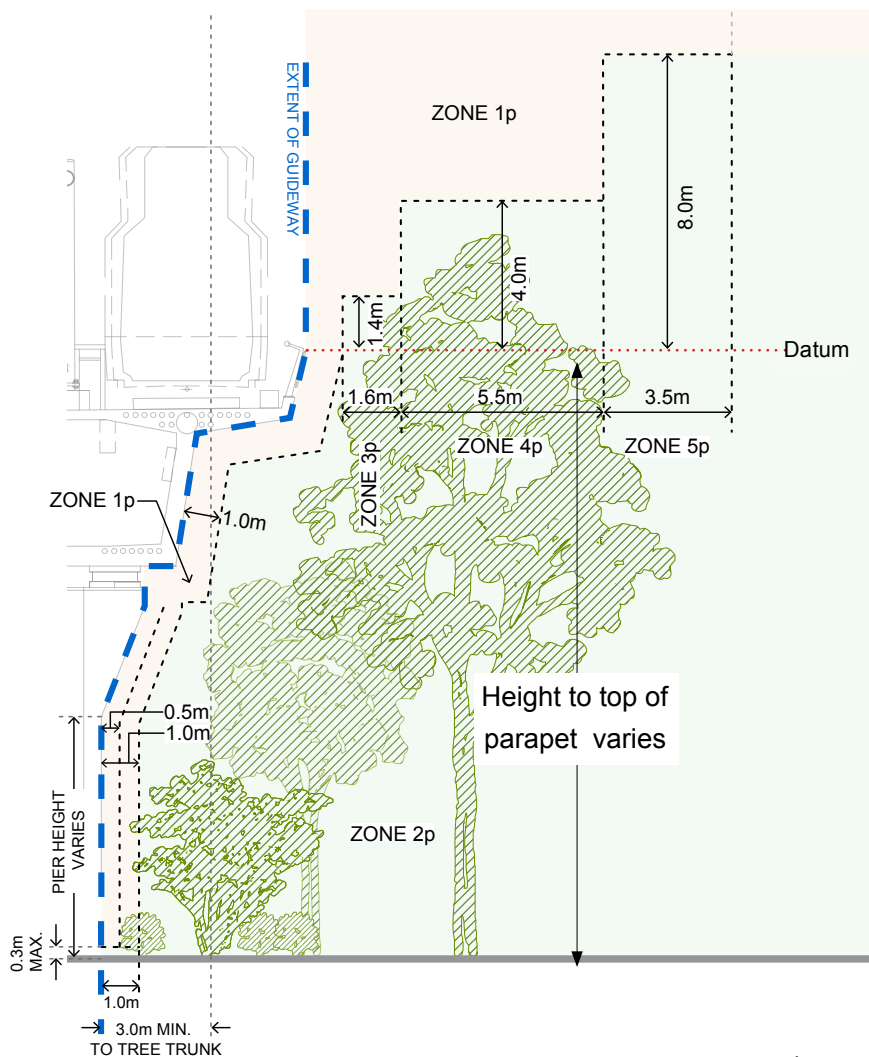 EXTENT OF GUIDEWAY
ZONE 1p
8.0m
4.0m
1.4m
Datum
1.6m
5.5m
3.5m
ZONE 3p
ZONE 4p
ZONE 5p
ZONE 1p
1.0m
Height to top of
parapet varies
0.5m
1.0m
PIER HEIGHT
VARIES
ZONE 2p
0.3m
MAX.
1.0m
3.0m MIN.
TO TREE TRUNK